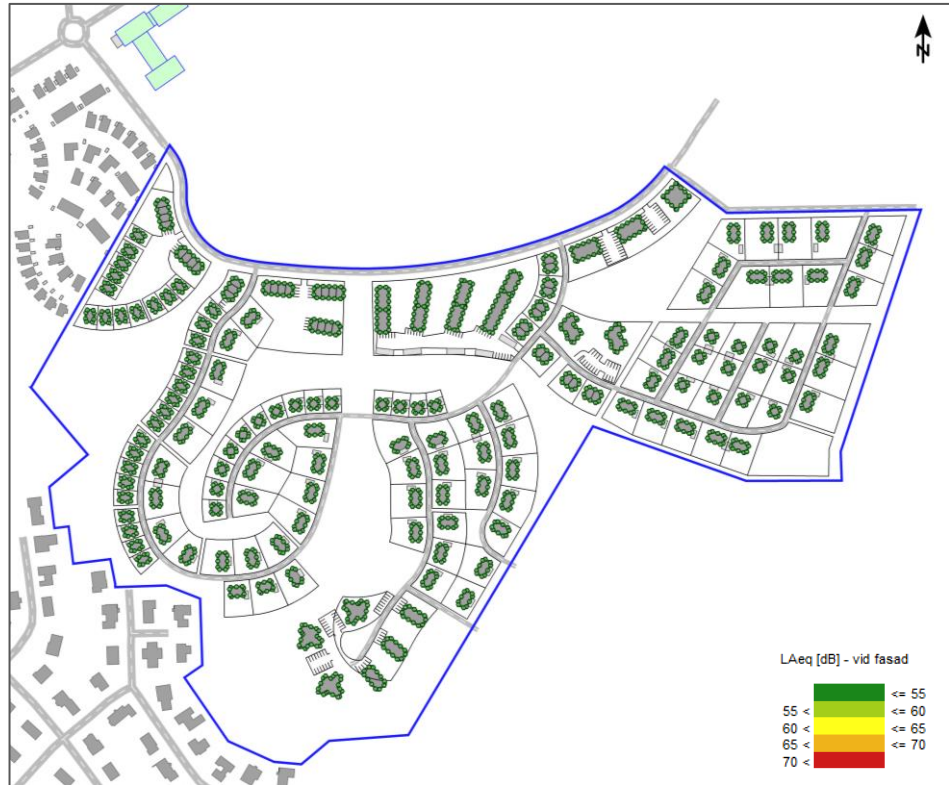 N
LAeq [dB] - vid fasad
<= 55
55 < <= 60
60 < <= 65
65 < <= 70
70 <